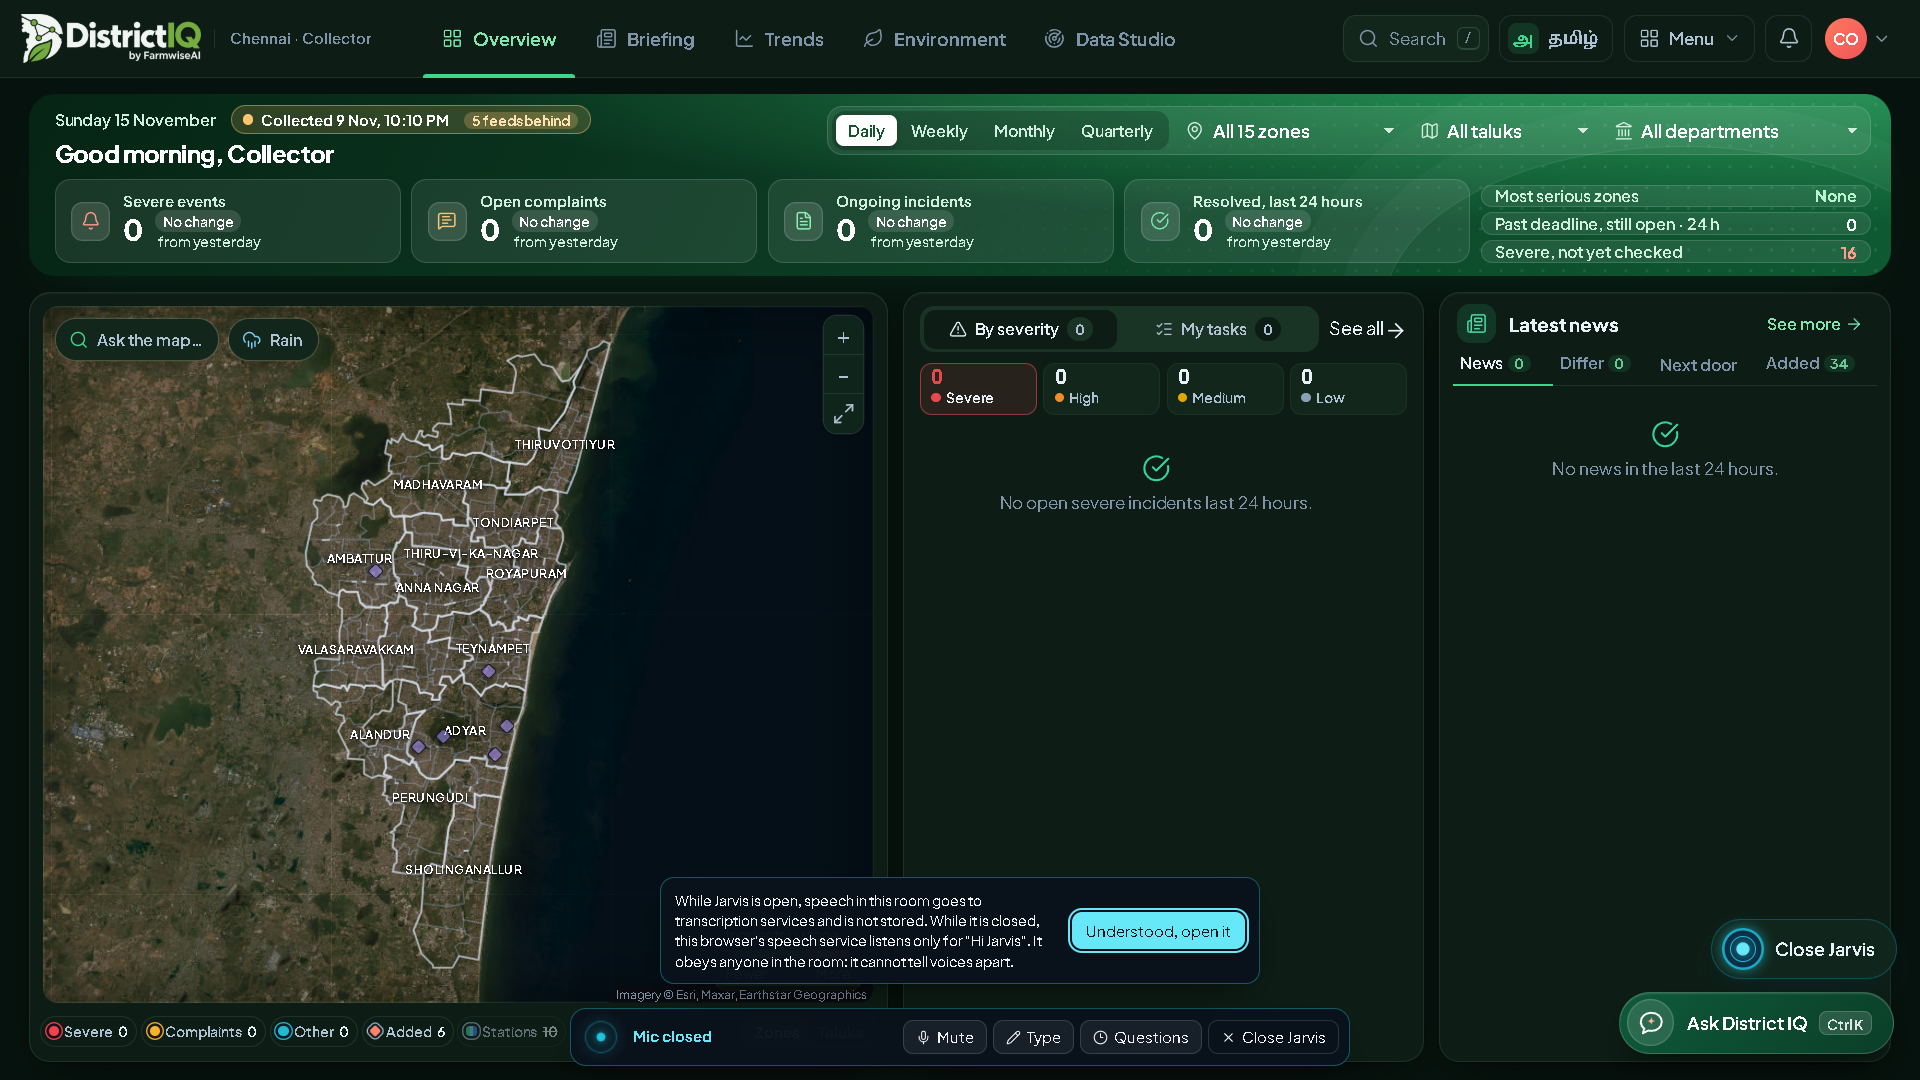 DistrictIQ
by FarmwiseAI
Chennai · Collector
Overview
Briefing
Trends
Environment
Data Studio
Search /
அ தமிழ்
Menu
CO
Sunday 15 November
Collected 9 Nov, 10:10 PM 5 feeds behind
Good morning, Collector
Daily Weekly Monthly Quarterly
All 15 zones
All taluks
All departments
Severe events
0 No change
from yesterday
Open complaints
0 No change
from yesterday
Ongoing incidents
0 No change
from yesterday
Resolved, last 24 hours
0 No change
from yesterday
Most serious zones None
Past deadline, still open · 24 h 0
Severe, not yet checked 16
Ask the map...
Rain
+
−
THIRUVOTTIYUR
MADHAVARAM
TONDIARPET
AMBATTUR
THIRU-VI-KA-NAGAR
ROYAPURAM
ANNA NAGAR
VALASARAVAKKAM
TEYNAMPET
ALANDUR
ADYAR
PERUNGUDI
SHOLINGANALLUR
Imagery © Esri, Maxar, Earthstar Geographics
Severe 0
Complaints 0
Other 0
Added 6
Stations 10
By severity 0
My tasks 0
See all
0
Severe
0
High
0
Medium
0
Low
No open severe incidents last 24 hours.
Latest news
See more
News 0
Differ 0
Next door
Added 34
No news in the last 24 hours.
While Jarvis is open, speech in this room goes to
transcription services and is not stored. While it is closed,
this browser's speech service listens only for "Hi Jarvis". It
obeys anyone in the room: it cannot tell voices apart.
Understood, open it
Mic closed
Zones
Mute
Type
Questions
Close Jarvis
Close Jarvis
Ask District IQ Ctrl K